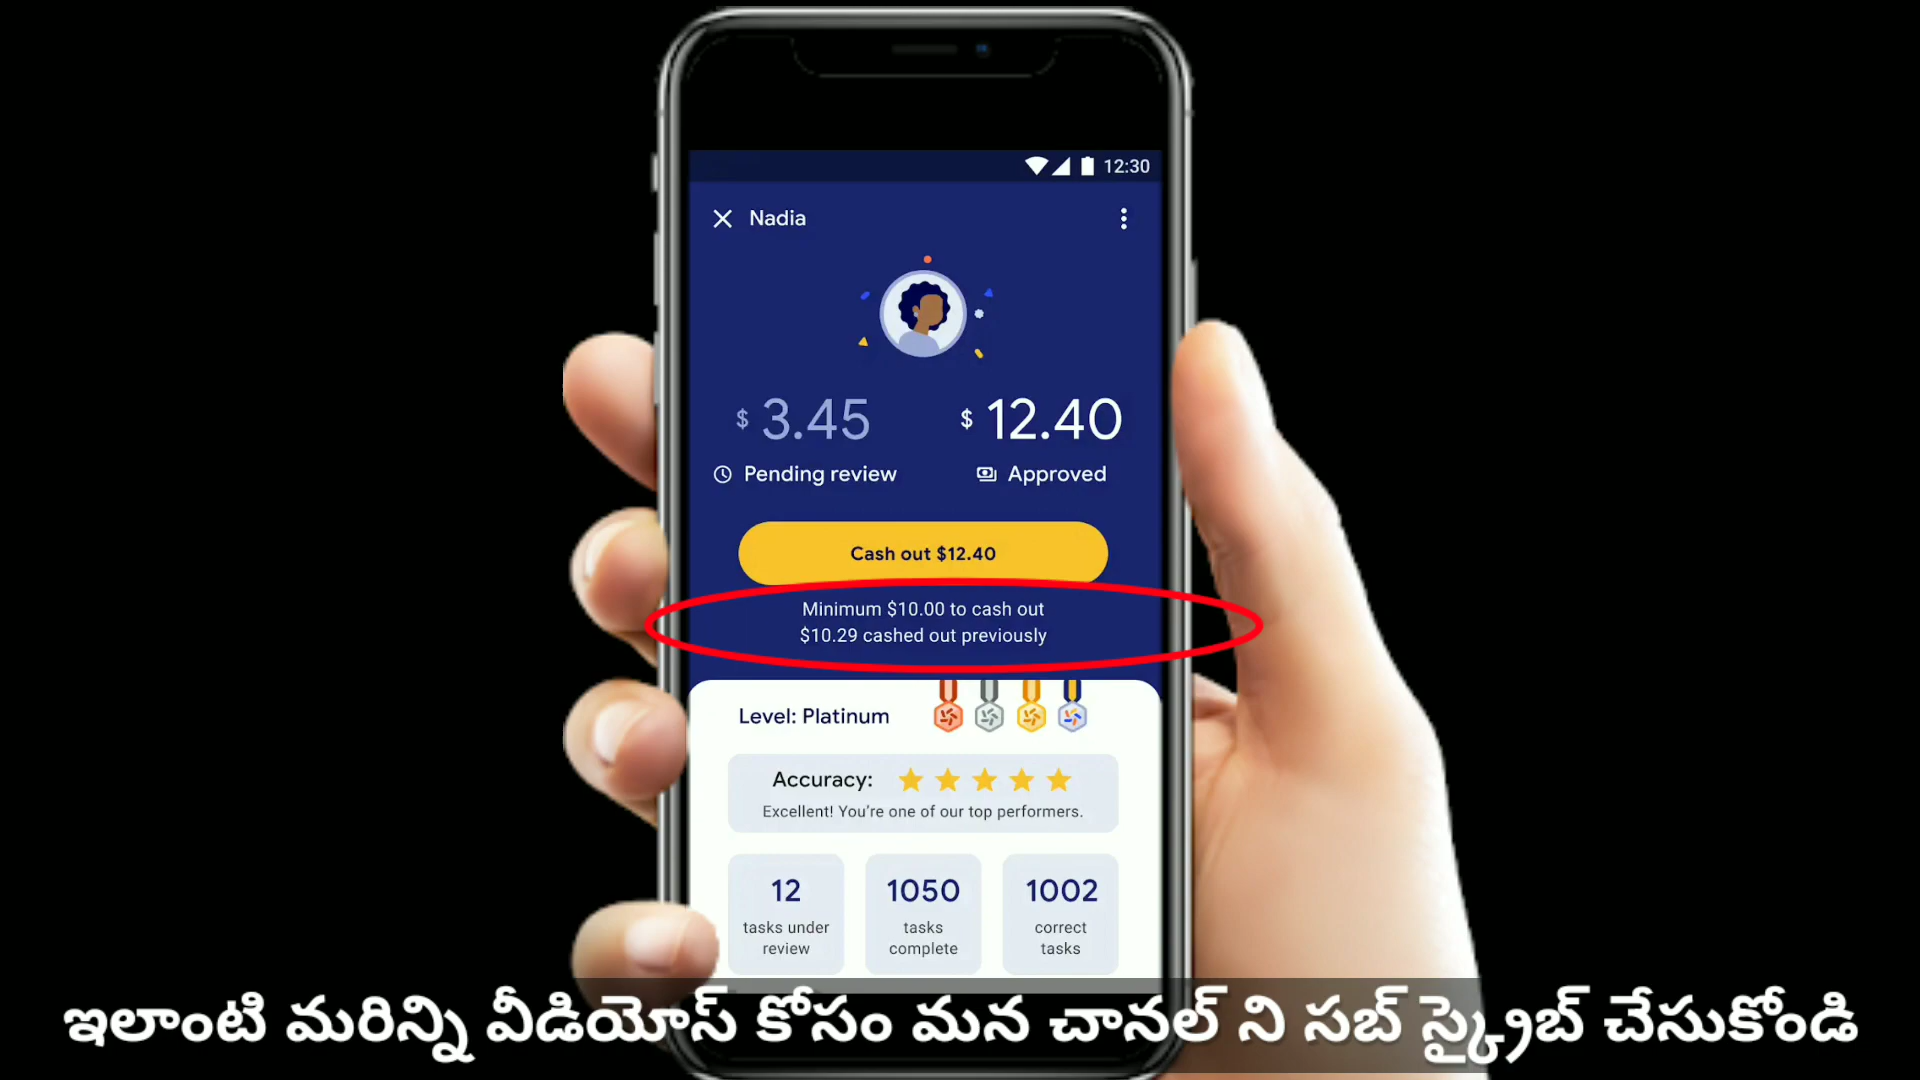 12:30
Nadia
$ 3.45
$ 12.40
Pending review
Approved
Cash out $12.40
Minimum $10.00 to cash out
$10.29 cashed out previously
Level: Platinum
Accuracy:
Excellent! You're one of our top performers.
12
tasks under
review
1050
tasks
complete
1002
correct
tasks
ఇలాంటి మరిన్ని వీడియోస్ కోసం మన చానల్ ని సబ్ స్క్రైబ్ చేసుకోండి